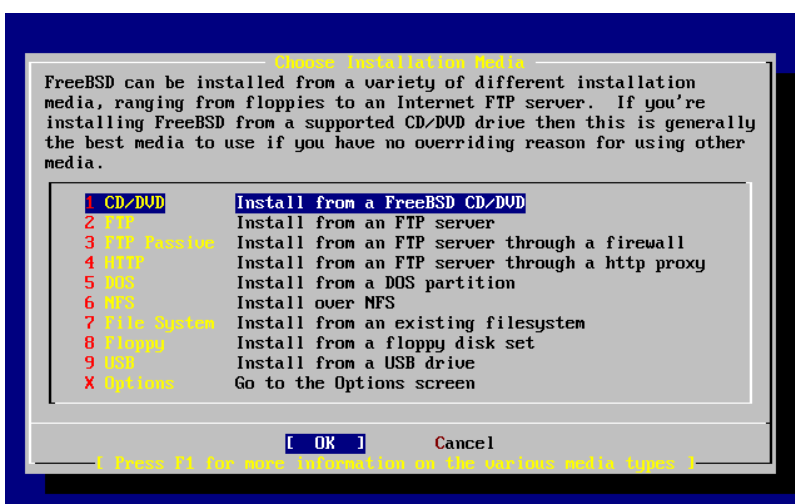 Choose Installation Media
FreeBSD can be installed from a variety of different installation
media, ranging from floppies to an Internet FTP server.  If you're
installing FreeBSD from a supported CD/DVD drive then this is generally
the best media to use if you have no overriding reason for using other
media.
1 CD/DVD Install from a FreeBSD CD/DVD
2 FTP Install from an FTP server
3 FTP Passive Install from an FTP server through a firewall
4 HTTP Install from an FTP server through a http proxy
5 DOS Install from a DOS partition
6 NFS Install over NFS
7 File System Install from an existing filesystem
8 Floppy Install from a floppy disk set
9 USB Install from a USB drive
X Options Go to the Options screen
[ OK ] Cancel
[ Press F1 for more information on the various media types ]